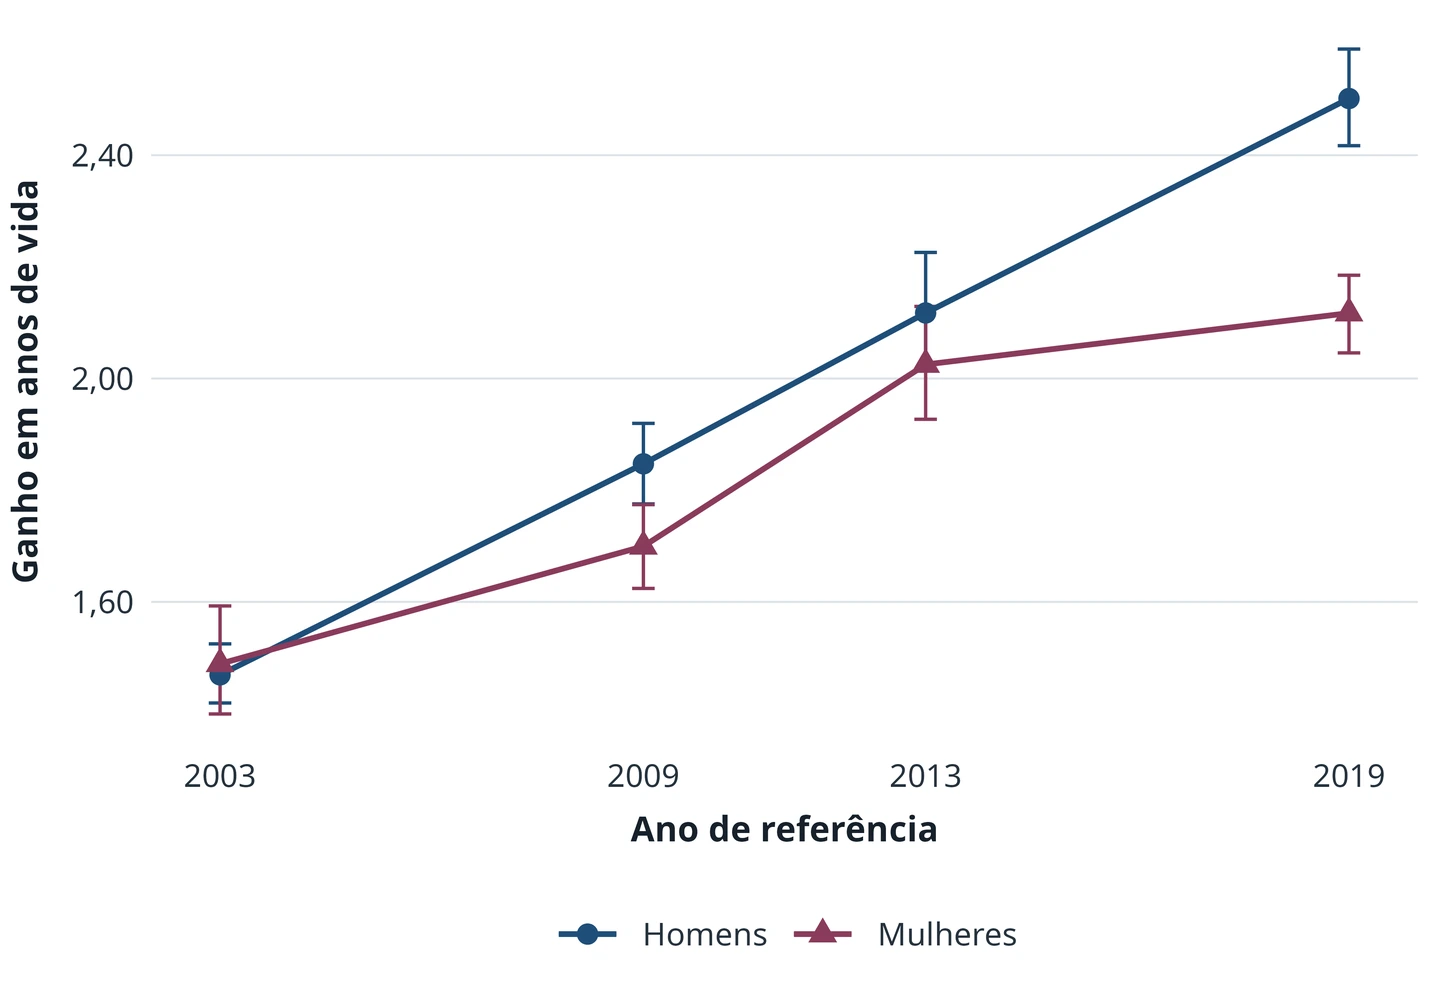 Ganho em anos de vida
2,40
2,00
1,60
2003 2009 2013 2019
Ano de referência
Homens Mulheres